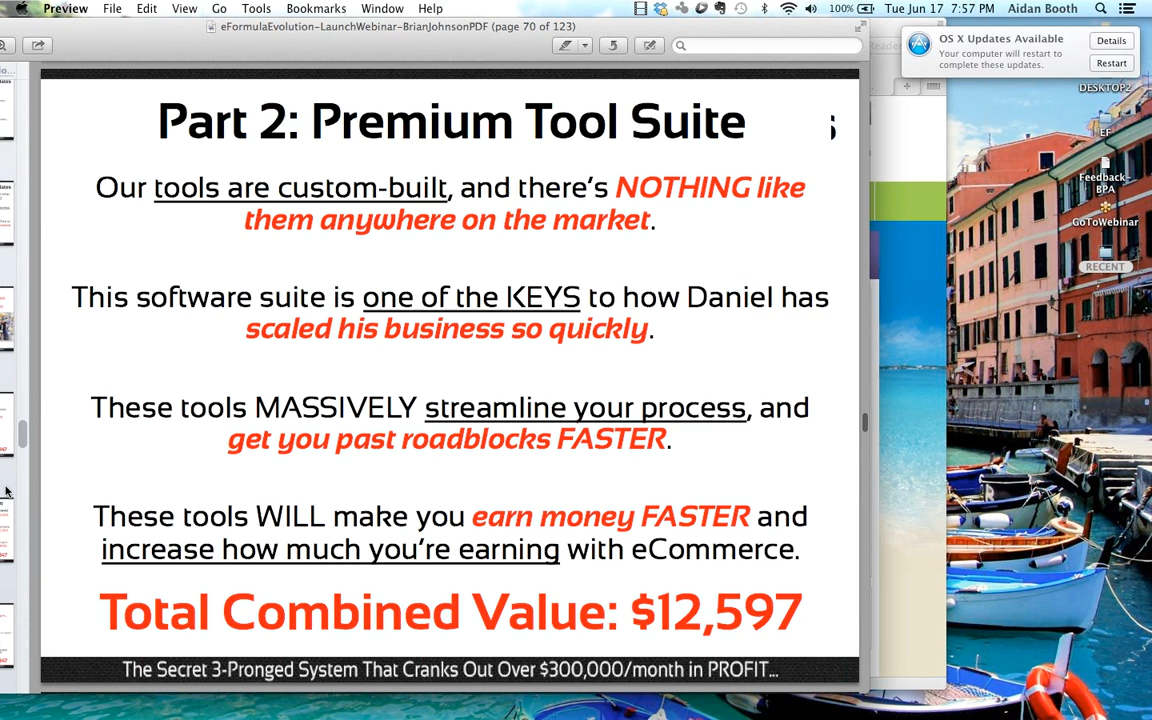 Preview File Edit View Go Tools Bookmarks Window Help
100% Tue Jun 17 7:57 PM Aidan Booth
eFormulaEvolution-LaunchWebinar-BrianJohnsonPDF (page 70 of 123)
OS X Updates Available
Your computer will restart to
complete these updates.
Details
Restart
DESKTOP2
EF
Feedback-
BPA
GoToWebinar
RECENT
Part 2: Premium Tool Suite
Our tools are custom-built, and there's NOTHING like
them anywhere on the market.
This software suite is one of the KEYS to how Daniel has
scaled his business so quickly.
These tools MASSIVELY streamline your process, and
get you past roadblocks FASTER.
These tools WILL make you earn money FASTER and
increase how much you're earning with eCommerce.
Total Combined Value: $12,597
The Secret 3-Pronged System That Cranks Out Over $300,000/month in PROFIT...